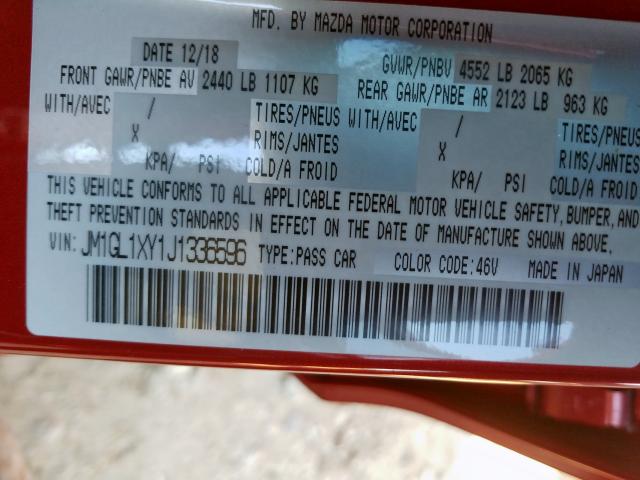 MFD. BY MAZDA MOTOR CORPORATION
DATE 12/18 GVWR/PNBV 4552 LB 2065 KG
FRONT GAWR/PNBE AV 2440 LB 1107 KG REAR GAWR/PNBE AR 2123 LB 963 KG
WITH/AVEC / TIRES/PNEUS WITH/AVEC / TIRES/PNEUS
X RIMS/JANTES X RIMS/JANTES
KPA/ PSI COLD/A FROID KPA/ PSI COLD/A FROID
THIS VEHICLE CONFORMS TO ALL APPLICABLE FEDERAL MOTOR VEHICLE SAFETY, BUMPER, AND
THEFT PREVENTION STANDARDS IN EFFECT ON THE DATE OF MANUFACTURE SHOWN ABOVE.
VIN: JM1GL1XY1J1336596 TYPE: PASS CAR COLOR CODE: 46V MADE IN JAPAN